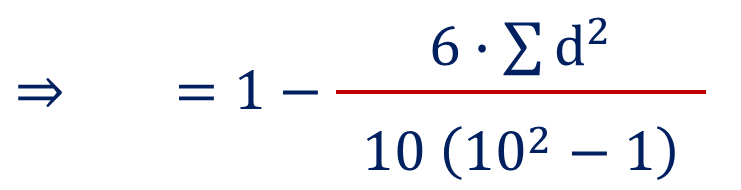 ⇒ = 1 − 6 · ∑ d² / 10 (10² − 1)